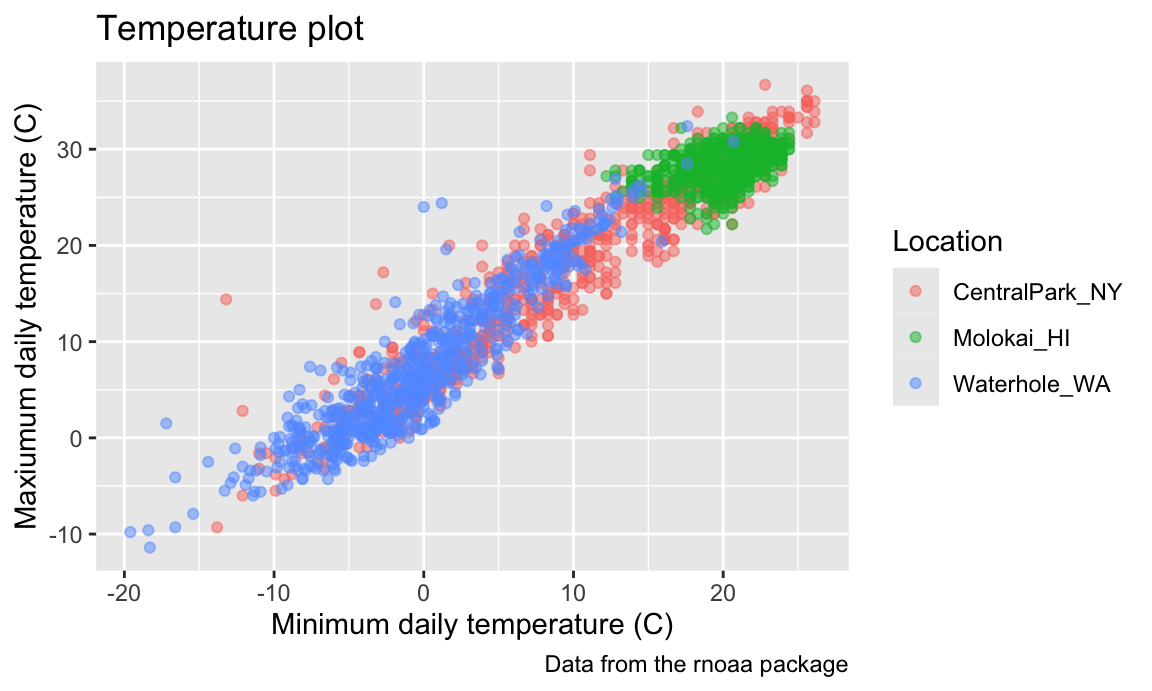 Temperature plot
Maxiumum daily temperature (C)
30
20
10
0
-10
-20
-10
0
10
20
Minimum daily temperature (C)
Data from the rnoaa package
Location
CentralPark_NY
Molokai_HI
Waterhole_WA